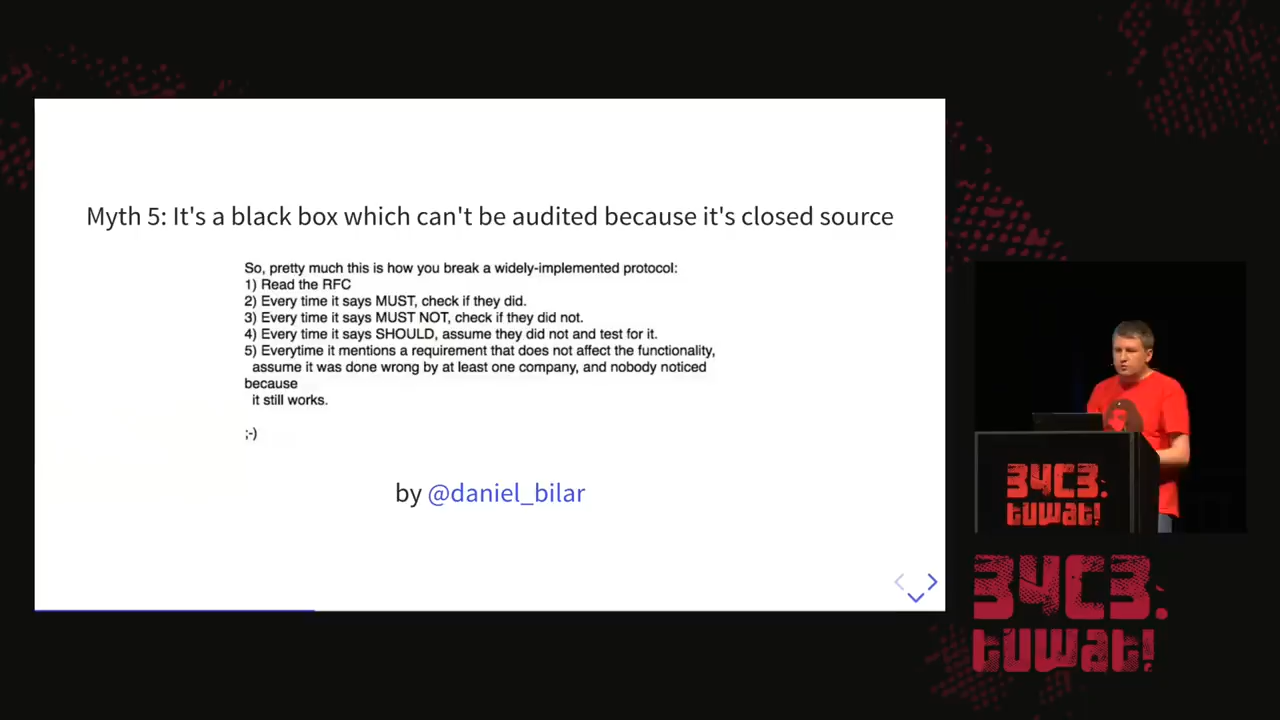 Myth 5: It's a black box which can't be audited because it's closed source
So, pretty much this is how you break a widely-implemented protocol:
1) Read the RFC
2) Every time it says MUST, check if they did.
3) Every time it says MUST NOT, check if they did not.
4) Every time it says SHOULD, assume they did not and test for it.
5) Everytime it mentions a requirement that does not affect the functionality,
assume it was done wrong by at least one company, and nobody noticed
because
it still works.
;-)
by @daniel_bilar
34C3.
tuwat!
34C3.
tuwat!